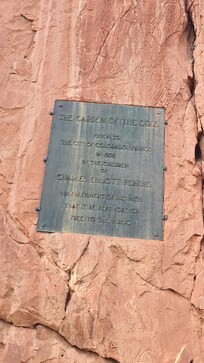 THE GARDEN OF THE GODS
GIVEN TO
THE CITY OF COLORADO SPRINGS
IN 1909
BY THE CHILDREN
OF
CHARLES ELLIOTT PERKINS
IN FULFILLMENT OF HIS WISH
THAT IT BE KEPT FOREVER
FREE TO THE PUBLIC